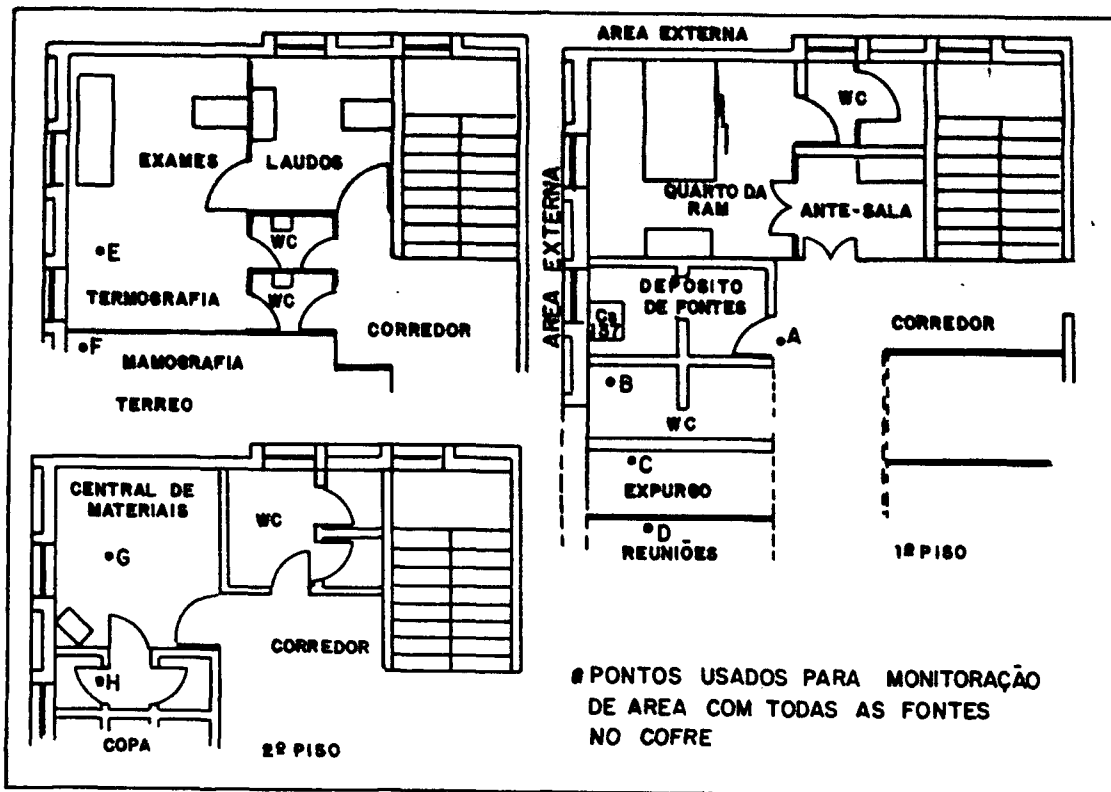 EXAMES
LAUDOS
WC
E
TERMOGRAFIA
WC
CORREDOR
F
MAMOGRAFIA
TERREO
AREA EXTERNA
WC
AREA EXTERNA
QUARTO DA
RAM
ANTE-SALA
DEPÓSITO
DE FONTES
Cs
137
A
CORREDOR
B
WC
C
EXPURGO
D
REUNIÕES
1º PISO
CENTRAL DE
MATERIAIS
WC
G
CORREDOR
H
COPA
2º PISO
PONTOS USADOS PARA MONITORAÇÃO
DE AREA COM TODAS AS FONTES
NO COFRE